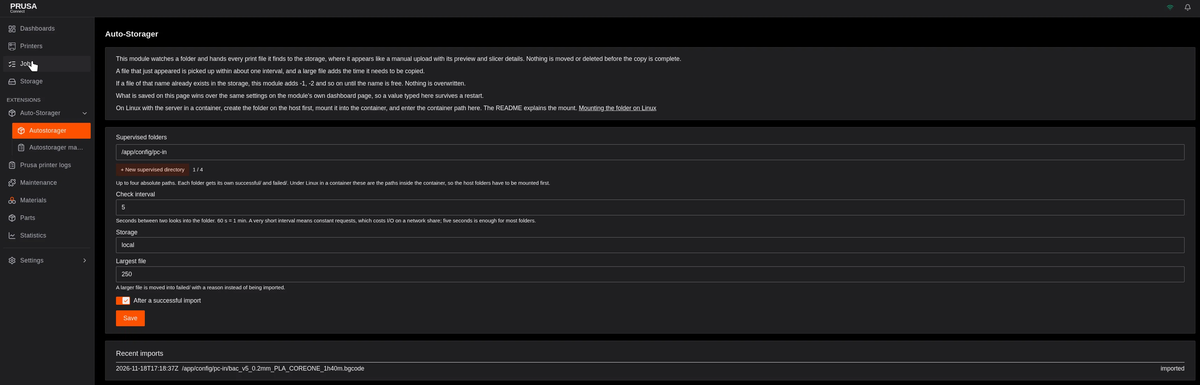 PRUSA
Connect
Dashboards
Printers
Storage
EXTENSIONS
Auto-Storager
Autostorager
Autostorager ma...
Prusa printer logs
Maintenance
Materials
Parts
Statistics
Settings
Auto-Storager
This module watches a folder and hands every print file it finds to the storage, where it appears like a manual upload with its preview and slicer details. Nothing is moved or deleted before the copy is complete.
A file that just appeared is picked up within about one interval, and a large file adds the time it needs to be copied.
If a file of that name already exists in the storage, this module adds -1, -2 and so on until the name is free. Nothing is overwritten.
What is saved on this page wins over the same settings on the module's own dashboard page, so a value typed here survives a restart.
On Linux with the server in a container, create the folder on the host first, mount it into the container, and enter the container path here. The README explains the mount. Mounting the folder on Linux
Supervised folders
/app/config/pc-in
+ New supervised directory 1 / 4
Up to four absolute paths. Each folder gets its own successful/ and failed/. Under Linux in a container these are the paths inside the container, so the host folders have to be mounted first.
Check interval
5
Seconds between two looks into the folder. 60 s = 1 min. A very short interval means constant requests, which costs I/O on a network share; five seconds is enough for most folders.
Storage
local
Largest file
250
A larger file is moved into failed/ with a reason instead of being imported.
After a successful import
Save
Recent imports
2026-11-18T17:18:37Z /app/config/pc-in/bac_v5_0.2mm_PLA_COREONE_1h40m.bgcode imported